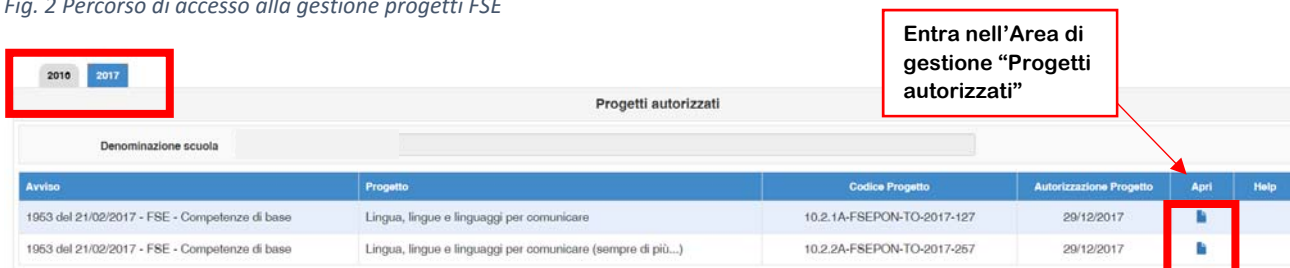 Fig. 2 Percorso di accesso alla gestione progetti FSE
Entra nell’Area di
gestione “Progetti
autorizzati”
2016 2017
Progetti autorizzati
Denominazione scuola
Avviso Progetto Codice Progetto Autorizzazione Progetto Apri Help
1953 del 21/02/2017 - FSE - Competenze di base Lingua, lingue e linguaggi per comunicare 10.2.1A-FSEPON-TO-2017-127 29/12/2017
1953 del 21/02/2017 - FSE - Competenze di base Lingua, lingue e linguaggi per comunicare (sempre di più...) 10.2.2A-FSEPON-TO-2017-257 29/12/2017